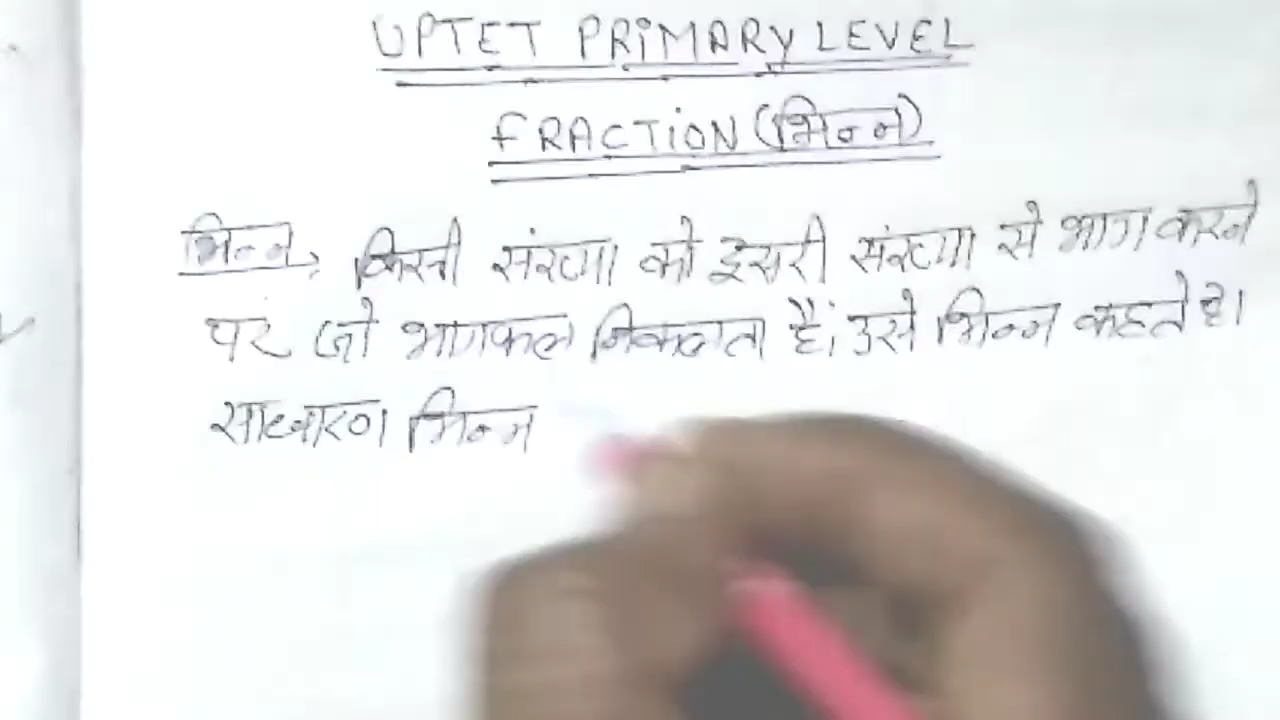 UPTET PRIMARY LEVEL
FRACTION (भिन्न)
भिन्न, किसी संख्या को दुसरी संख्या से भाग करने
पर जो भागफल निकलता हैं, उसे भिन्न कहते है।
साधारण भिन्न